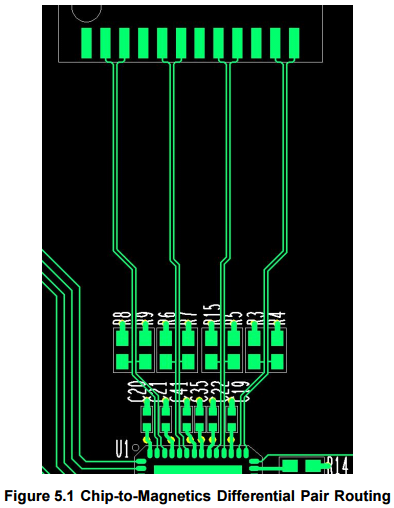 R8 R9 R6 R7 R15 R5 R3 R4
C20 C21 C41 C35 C22 C19
U1
R14
Figure 5.1 Chip-to-Magnetics Differential Pair Routing